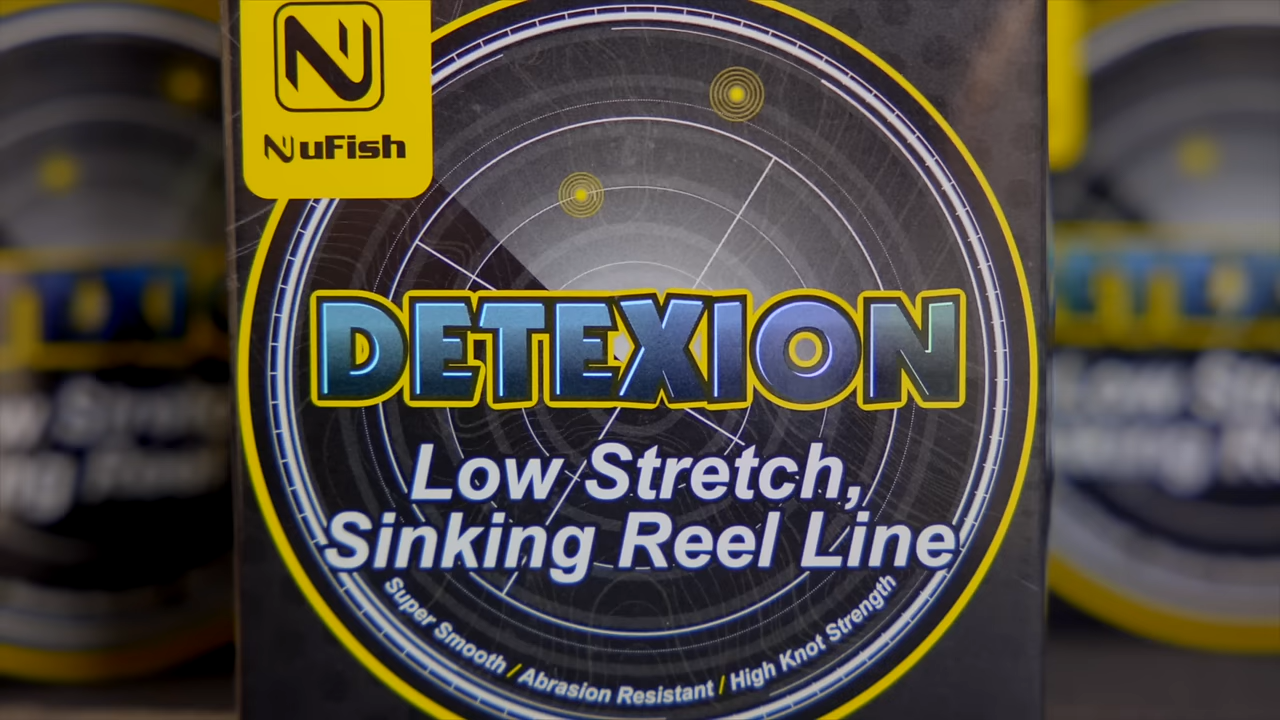 NuFish
DETEXION
Low Stretch,
Sinking Reel Line
Super Smooth / Abrasion Resistant / High Knot Strength